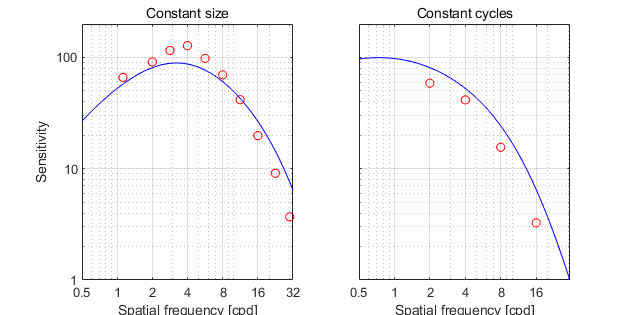 Constant size
Constant cycles
Sensitivity
100
10
1
0.5 1 2 4 8 16 32
0.5 1 2 4 8 16
Spatial frequency [cpd]
Spatial frequency [cpd]